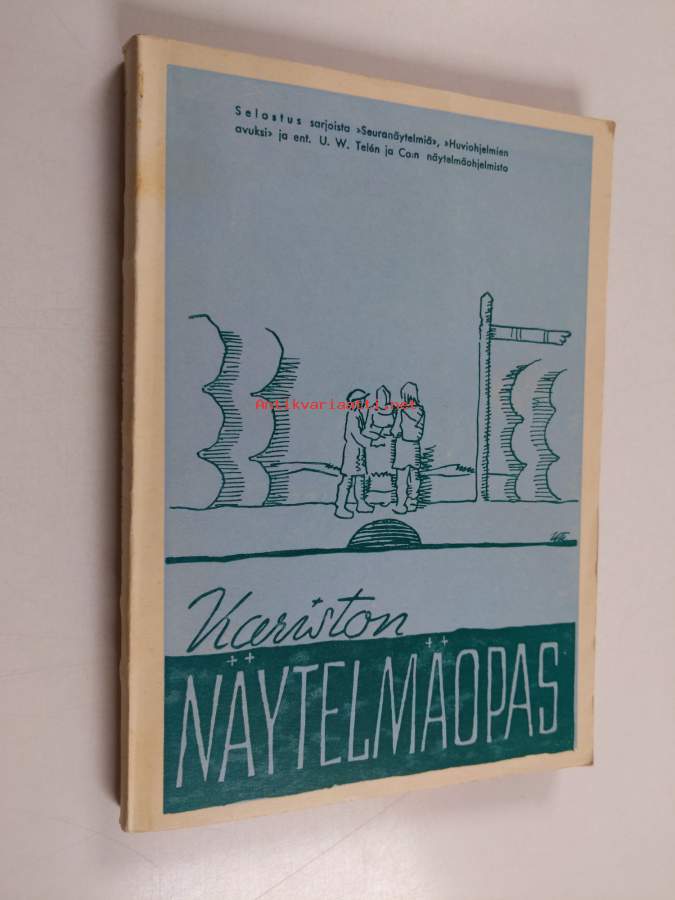 Selostus sarjoista »Seuranäytelmiä», »Huviohjelmien
avuksi» ja ent. U. W. Telén ja Co:n näytelmäohjelmisto
Antikvariaatti.net
Kariston
NÄYTELMÄOPAS